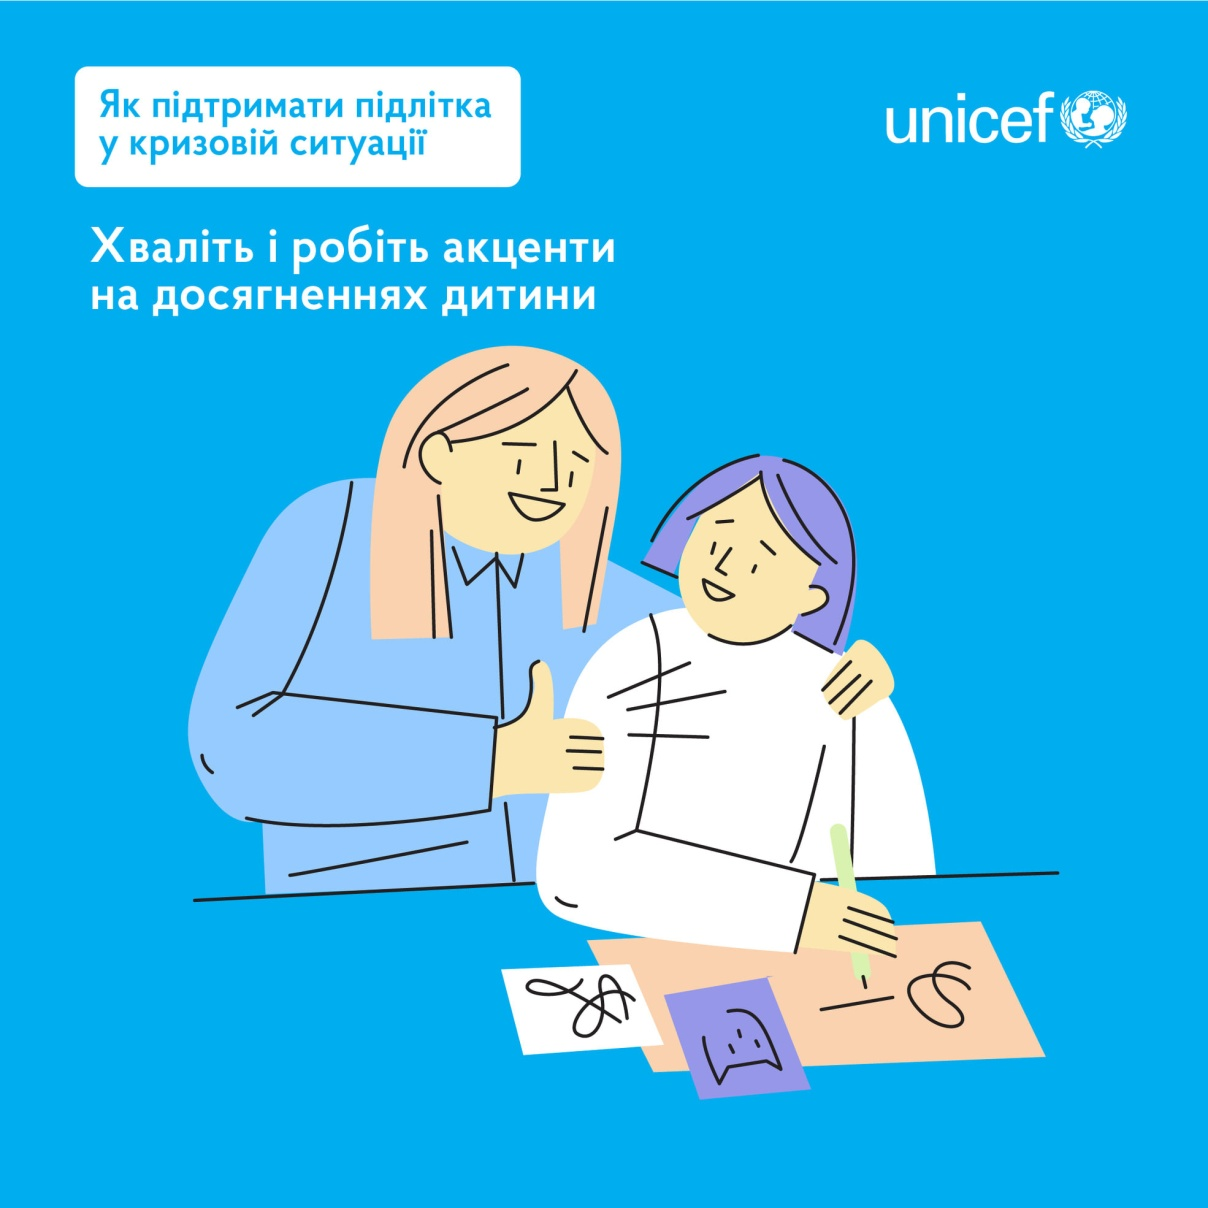 Як підтримати підлітка
у кризовій ситуації
unicef
Хваліть і робіть акценти
на досягненнях дитини